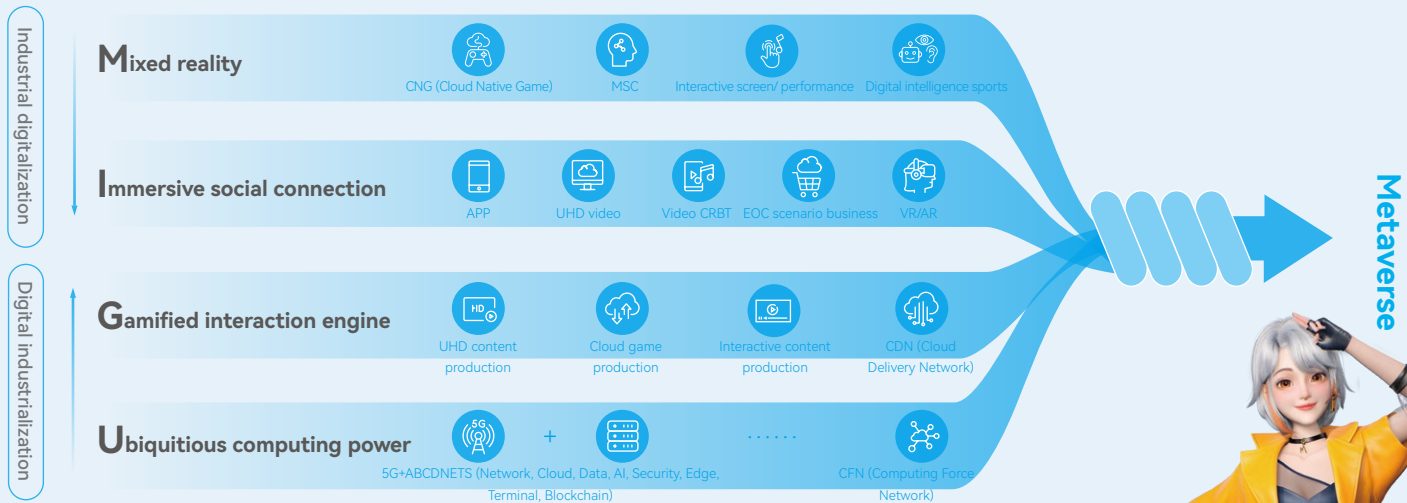 Industrial digitalization
Mixed reality
CNG (Cloud Native Game)
MSC
Interactive screen/ performance
Digital intelligence sports
Immersive social connection
APP
UHD video
Video CRBT
EOC scenario business
VR/AR
Digital industrialization
Gamified interaction engine
HD
UHD content
production
Cloud game
production
Interactive content
production
CDN (Cloud
Delivery Network)
Ubiquitious computing power
5G
+
......
5G+ABCDNETS (Network, Cloud, Data, AI, Security, Edge,
Terminal, Blockchain)
CFN (Computing Force
Network)
Metaverse